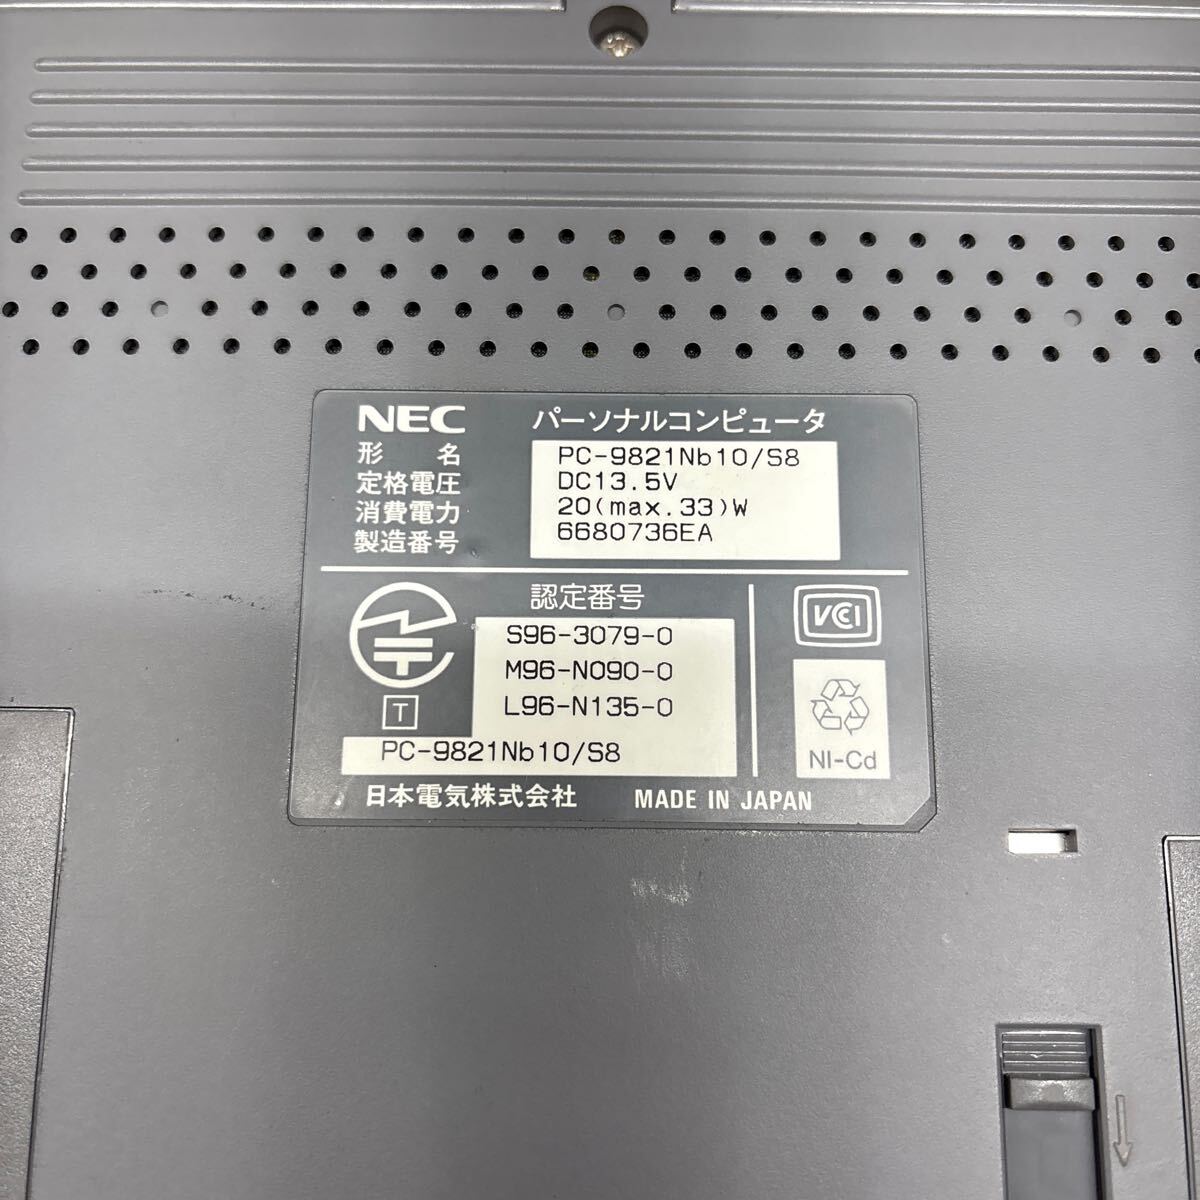 NEC パーソナルコンピュータ
形名 PC-9821Nb10/S8
定格電圧 DC13.5V
消費電力 20(max.33)W
製造番号 6680736EA
認定番号
S96-3079-0
M96-N090-0
L96-N135-0
T
PC-9821Nb10/S8
VCCI
NI-Cd
日本電気株式会社 MADE IN JAPAN